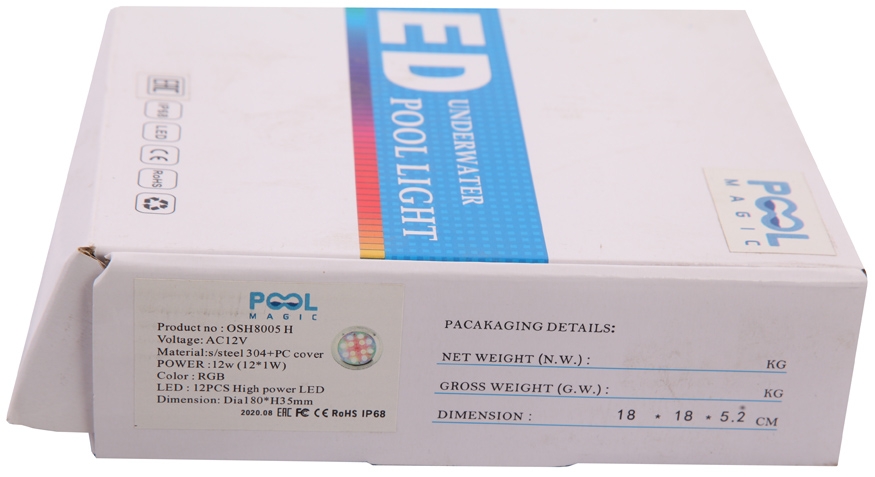 EAC
IP68
LED
CE
RoHS
ED
UNDERWATER
POOL LIGHT
POOL
MAGIC
POOL
MAGIC
Product no : OSH8005 H
Voltage: AC12V
Material:s/steel 304+PC cover
POWER :12w (12*1W)
Color : RGB
LED : 12PCS High power LED
Dimension: Dia180*H35mm
2020.08 EAC FC CE RoHS IP68
PACAKAGING DETAILS:
NET WEIGHT (N.W.) : KG
GROSS WEIGHT (G.W.) : KG
DIMENSION : 18 * 18 * 5.2 CM